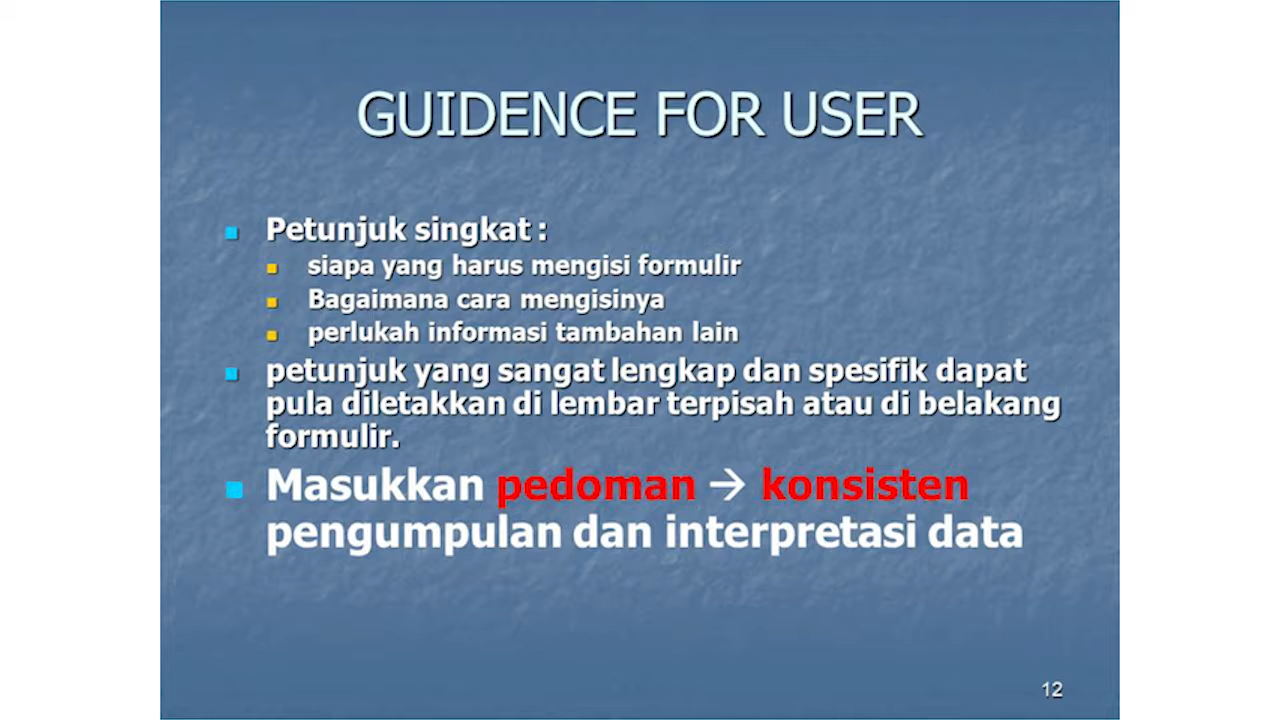 GUIDENCE FOR USER
Petunjuk singkat :
siapa yang harus mengisi formulir
Bagaimana cara mengisinya
perlukah informasi tambahan lain
petunjuk yang sangat lengkap dan spesifik dapat
pula diletakkan di lembar terpisah atau di belakang
formulir.
Masukkan pedoman → konsisten
pengumpulan dan interpretasi data
12